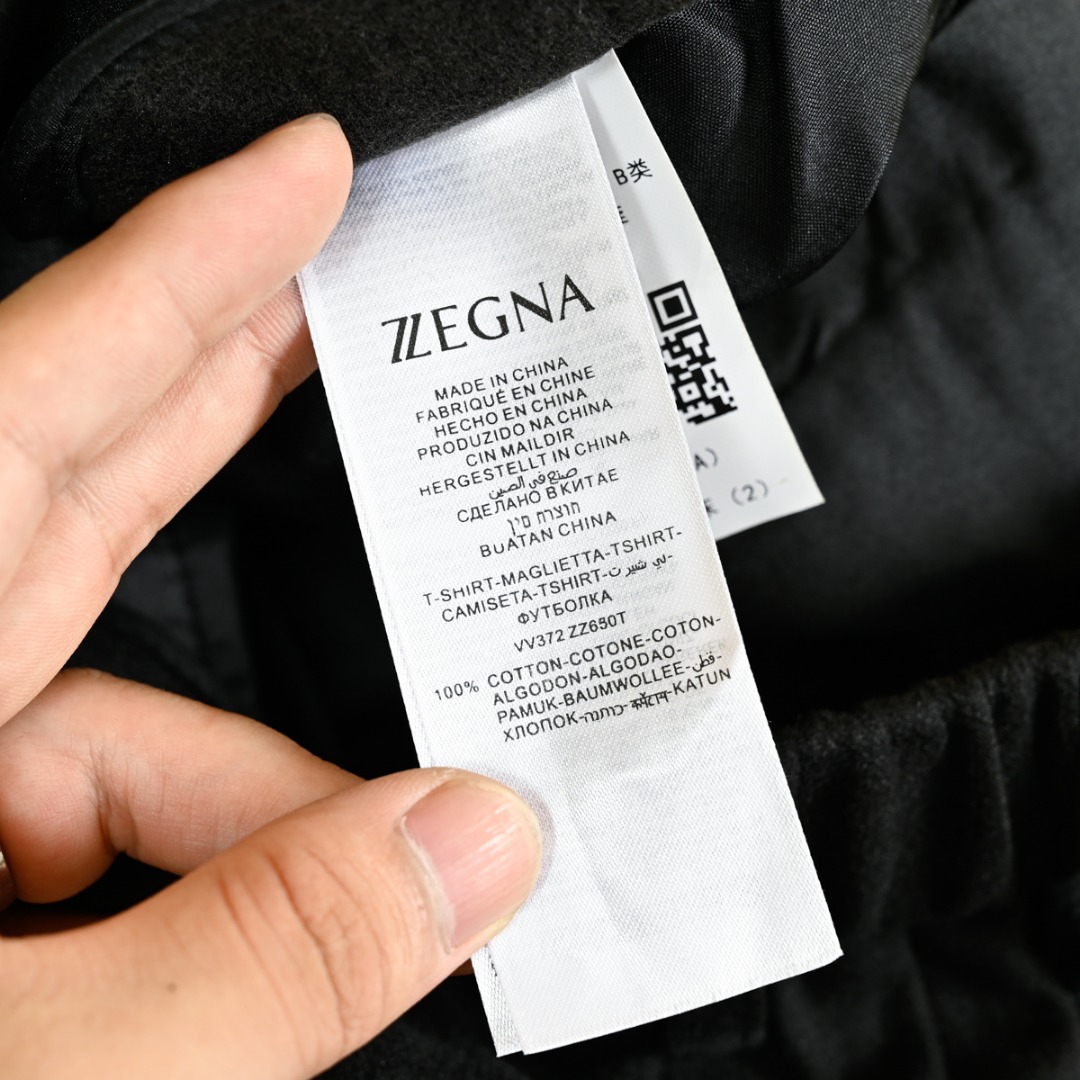 ZEGNA
MADE IN CHINA
FABRIQUÉ EN CHINE
HECHO EN CHINA
PRODUZIDO NA CHINA
CIN MAILDIR
HERGESTELLT IN CHINA
صنع في الصين
СДЕЛАНО В КИТАЕ
תוצרת סין
BUATAN CHINA
T-SHIRT-MAGLIETTA-TSHIRT-
CAMISETA-TSHIRT-تي شيرت-
ФУТБОЛКА
VV372 ZZ650T
100% COTTON-COTONE-COTON-
ALGODON-ALGODAO-
PAMUK-BAUMWOLLEE-قطن-
ХЛОПОК-כותנה-KATUN
B类
A)
(2)